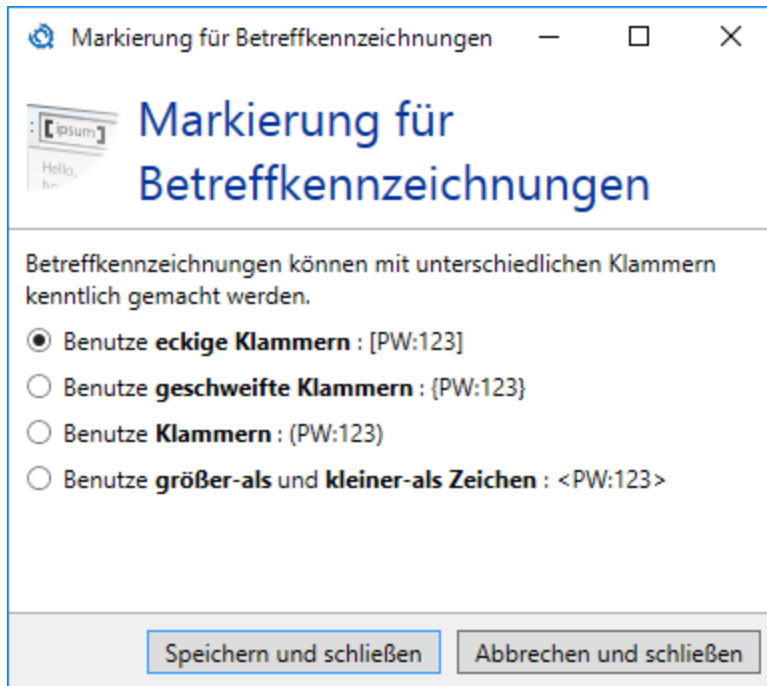 Markierung für Betreffkennzeichnungen
Markierung für
Betreffkennzeichnungen
: [ipsum]
Hello,
Betreffkennzeichnungen können mit unterschiedlichen Klammern
kenntlich gemacht werden.
Benutze eckige Klammern : [PW:123]
Benutze geschweifte Klammern : {PW:123}
Benutze Klammern : (PW:123)
Benutze größer-als und kleiner-als Zeichen : <PW:123>
Speichern und schließen
Abbrechen und schließen